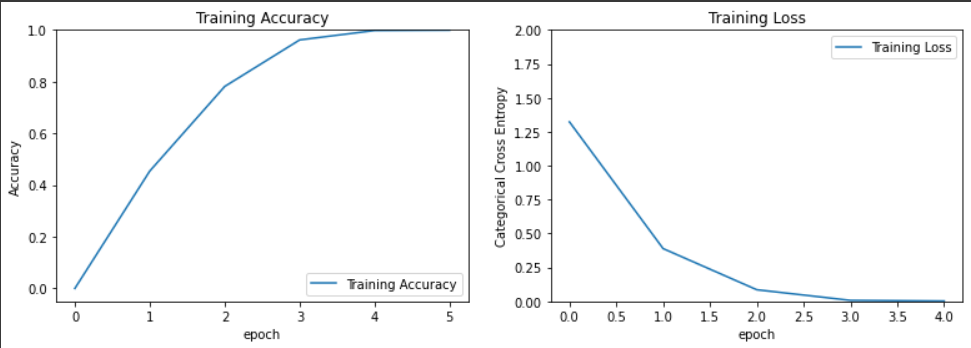 Training Accuracy
1.0
0.8
0.6
0.4
0.2
0.0
Accuracy
Training Accuracy
0 1 2 3 4 5
epoch
Training Loss
2.00
1.75
1.50
1.25
1.00
0.75
0.50
0.25
0.00
Categorical Cross Entropy
Training Loss
0.0 0.5 1.0 1.5 2.0 2.5 3.0 3.5 4.0
epoch